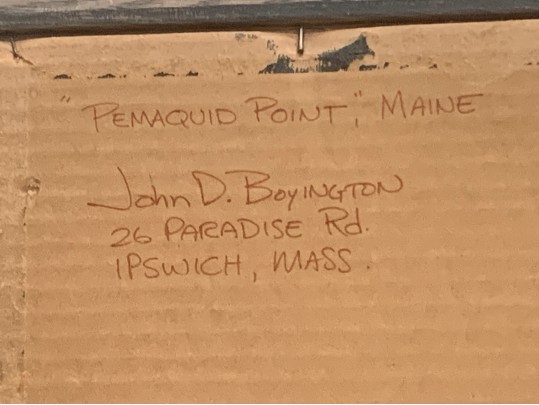 "PEMAQUID POINT," MAINE
John D. BOYINGTON
26 PARADISE Rd.
IPSWICH, MASS.